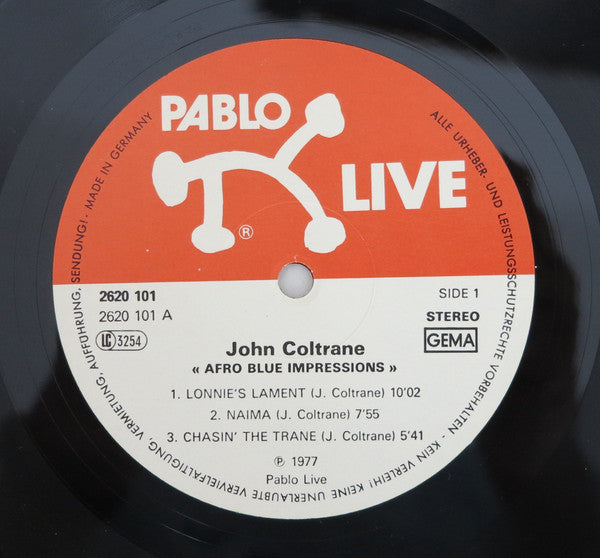 PABLO
LIVE
®
2620 101
2620 101 A
LC 3254
SIDE 1
STEREO
GEMA
John Coltrane
« AFRO BLUE IMPRESSIONS »
1. LONNIE'S LAMENT (J. Coltrane) 10'02
2. NAIMA (J. Coltrane) 7'55
3. CHASIN' THE TRANE (J. Coltrane) 5'41
℗ 1977
Pablo Live
ALLE URHEBER- UND LEISTUNGSSCHUTZRECHTE VORBEHALTEN - KEIN VERLEIH! KEINE UNERLAUBTE VERVIELFÄLTIGUNG, VERMIETUNG, AUFFÜHRUNG, SENDUNG! - MADE IN GERMANY